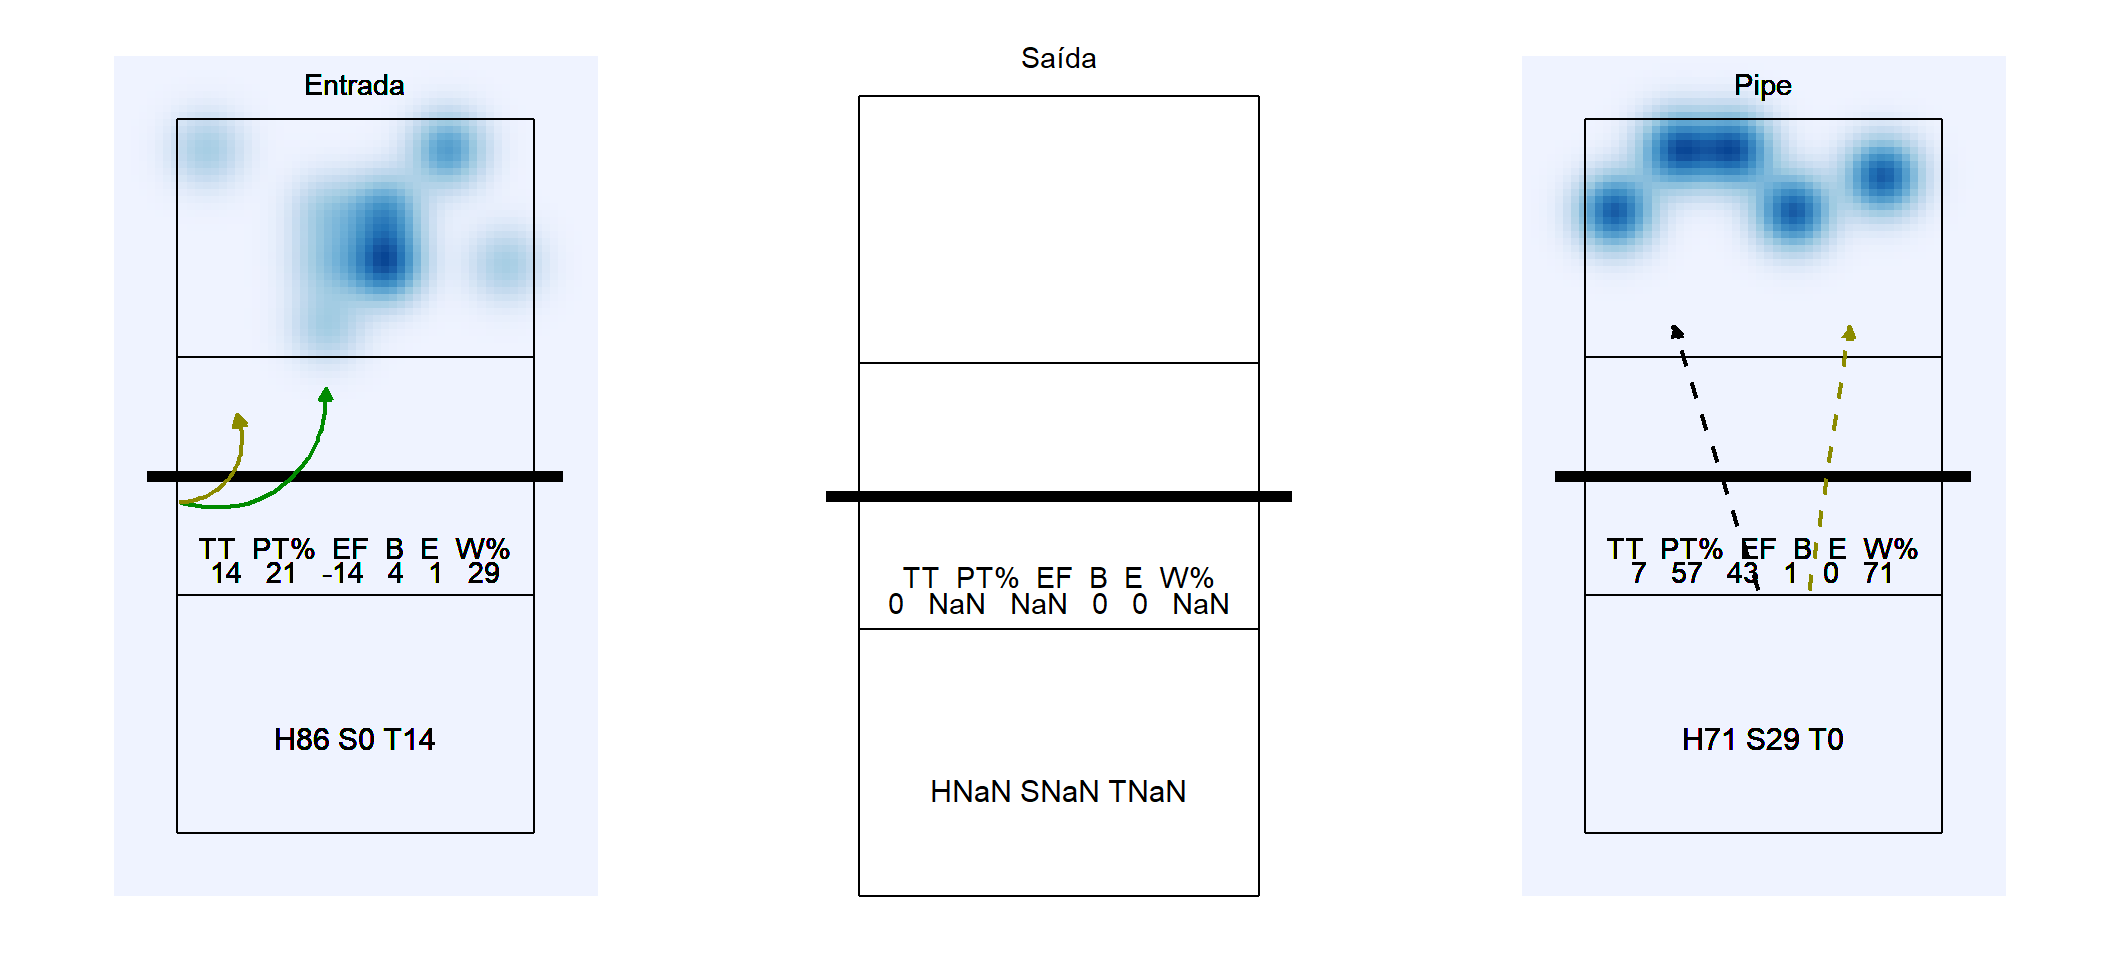 Entrada
TT PT% EF B E W%
14 21 -14 4 1 29
H86 S0 T14
Saída
TT PT% EF B E W%
0 NaN NaN 0 0 NaN
HNaN SNaN TNaN
Pipe
TT PT% EF B E W%
7 57 43 1 0 71
H71 S29 T0